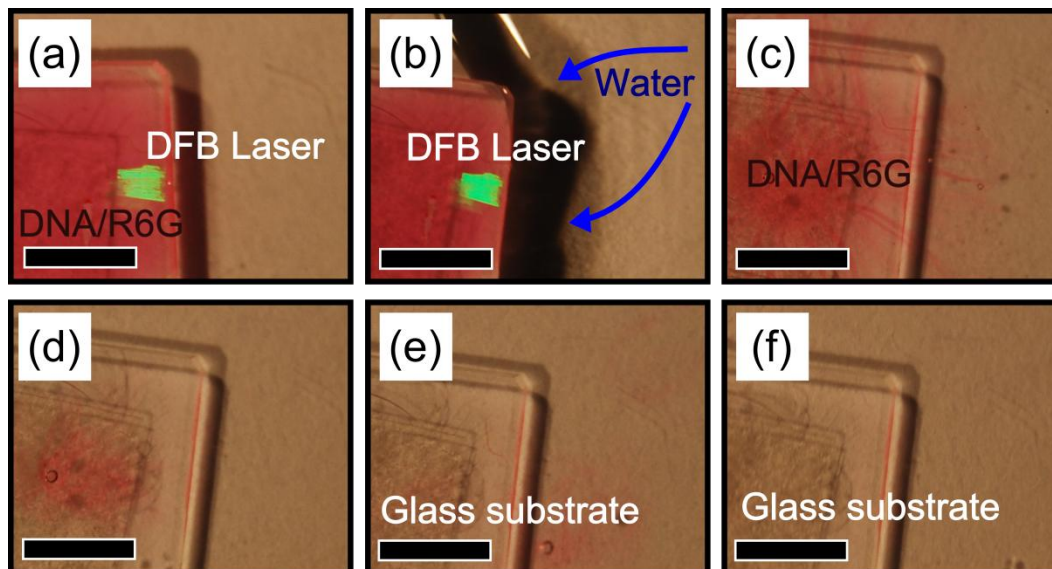 (a)
DFB Laser
DNA/R6G
(b)
Water
DFB Laser
(c)
DNA/R6G
(d)
(e)
Glass substrate
(f)
Glass substrate